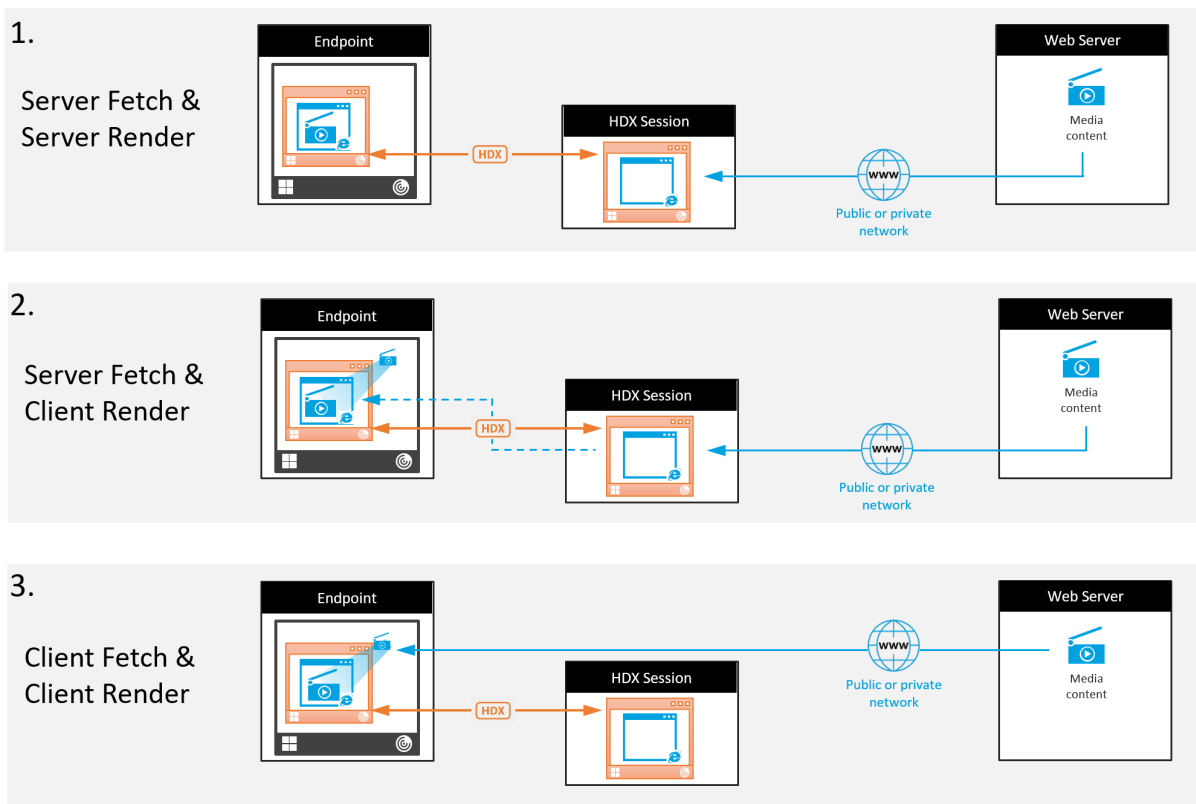 1.
Server Fetch &
Server Render
Endpoint
HDX
HDX Session
www
Public or private
network
Web Server
Media
content
2.
Server Fetch &
Client Render
Endpoint
HDX
HDX Session
www
Public or private
network
Web Server
Media
content
3.
Client Fetch &
Client Render
Endpoint
HDX
HDX Session
www
Public or private
network
Web Server
Media
content